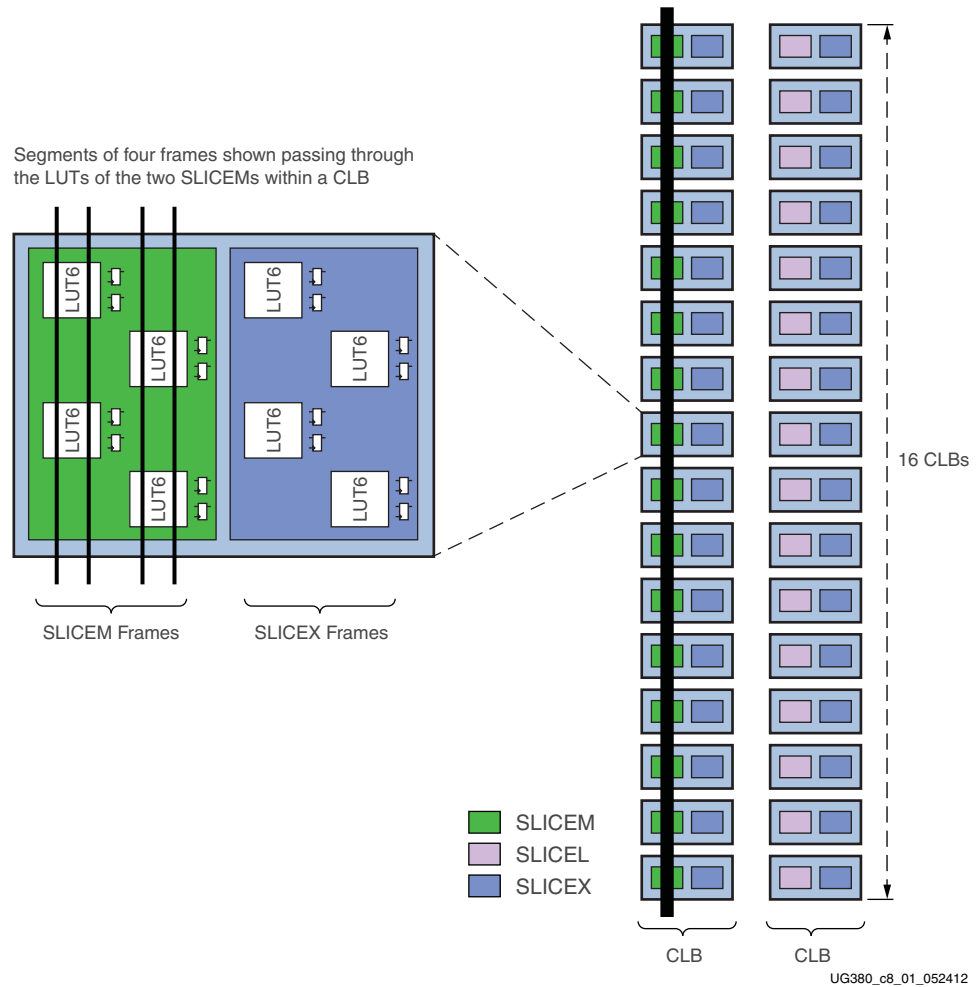 Segments of four frames shown passing through
the LUTs of the two SLICEMs within a CLB
LUT6
LUT6
LUT6
LUT6
LUT6
LUT6
LUT6
LUT6
SLICEM Frames
SLICEX Frames
16 CLBs
SLICEM
SLICEL
SLICEX
CLB
CLB
UG380_c8_01_052412